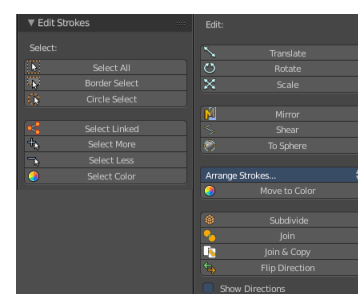 Edit Strokes
Select:
Select All
Border Select
Circle Select
Select Linked
Select More
Select Less
Select Color
Edit:
Translate
Rotate
Scale
Mirror
Shear
To Sphere
Arrange Strokes...
Move to Color
Subdivide
Join
Join & Copy
Flip Direction
Show Directions